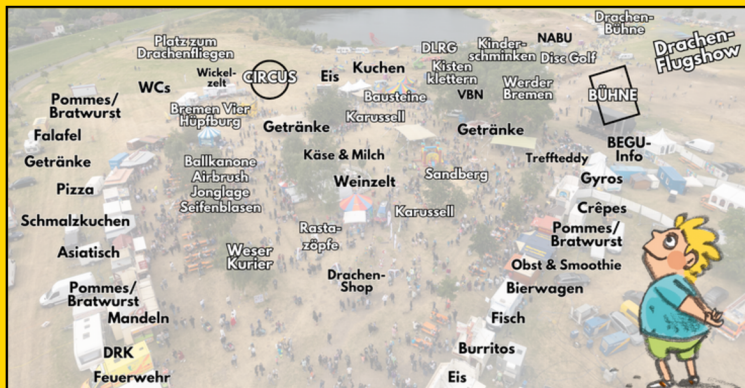 Drachen-
Bühne
Platz zum
Drachenfliegen
DLRG
Kinder-
schminken
NABU
Disc Golf
Drachen-
Flugshow
WCs
Wickel-
zelt
CIRCUS
Eis
Kuchen
Kisten
klettern
VBN
Werder
Bremen
BÜHNE
Pommes/
Bratwurst
Bremen Vier
Hüpfburg
Bausteine
Karussell
Falafel
Getränke
Getränke
BEGU-
Info
Getränke
Ballkanone
Airbrush
Jonglage
Seifenblasen
Käse & Milch
Weinzelt
Sandberg
Treffteddy
Gyros
Pizza
Schmalzkuchen
Karussell
Crêpes
Pommes/
Bratwurst
Rasta-
zöpfe
Asiatisch
Weser
Kurier
Drachen-
Shop
Obst & Smoothie
Bierwagen
Pommes/
Bratwurst
Mandeln
Fisch
DRK
Burritos
Feuerwehr
Eis